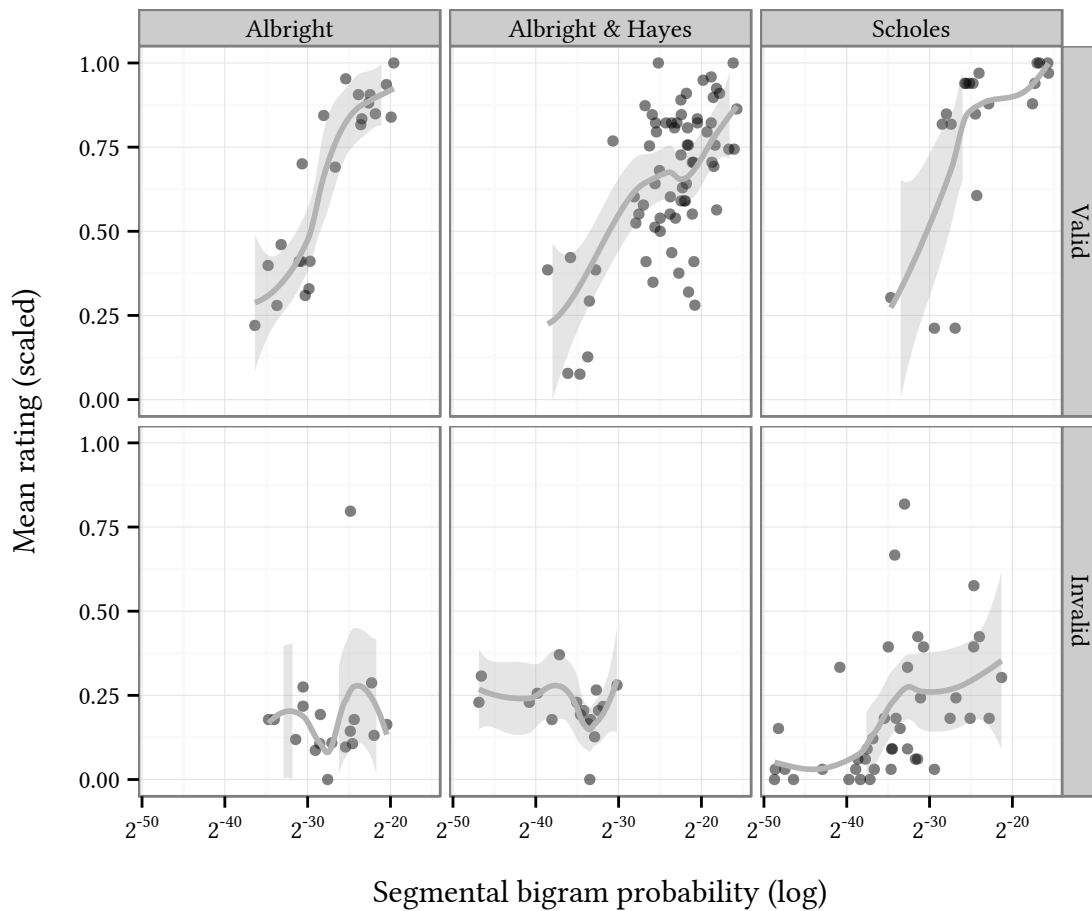 Albright Albright & Hayes Scholes
1.00
0.75
0.50
0.25
0.00
Valid
1.00
0.75
0.50
0.25
0.00
Invalid
Mean rating (scaled)
2⁻⁵⁰ 2⁻⁴⁰ 2⁻³⁰ 2⁻²⁰ 2⁻⁵⁰ 2⁻⁴⁰ 2⁻³⁰ 2⁻²⁰ 2⁻⁵⁰ 2⁻⁴⁰ 2⁻³⁰ 2⁻²⁰
Segmental bigram probability (log)